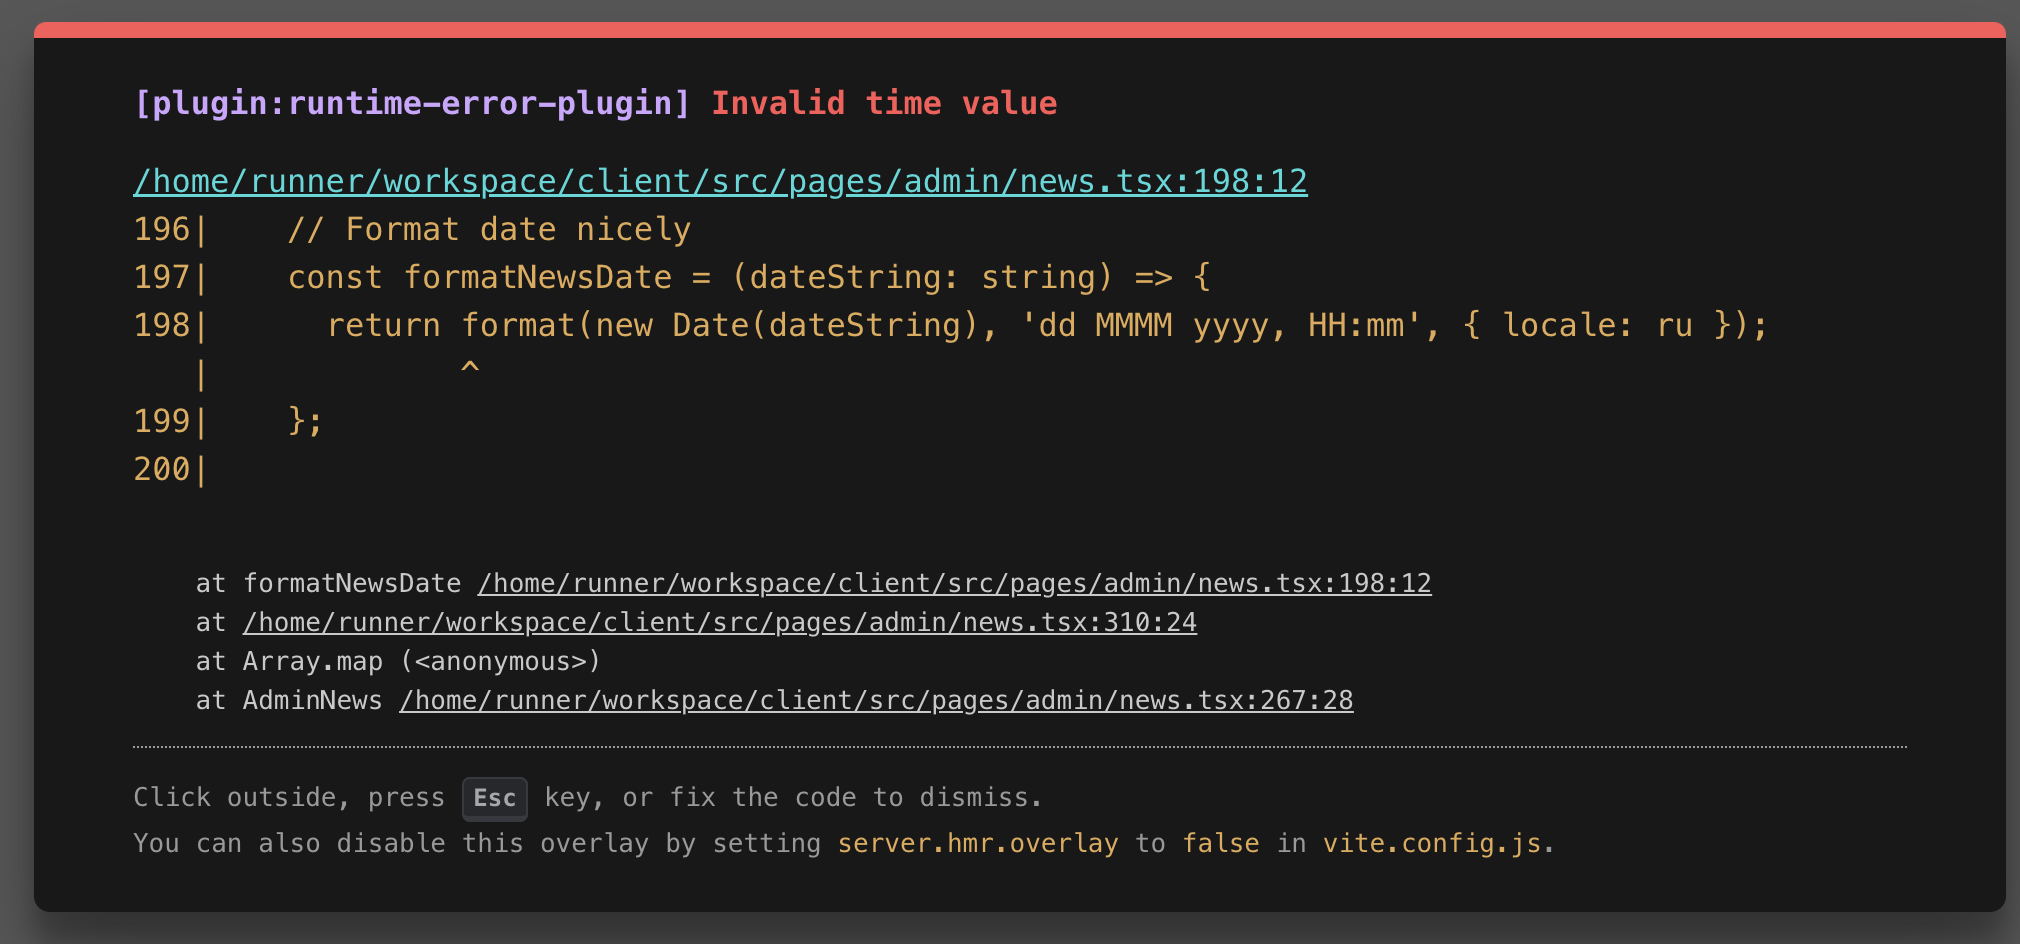 [plugin:runtime-error-plugin] Invalid time value
/home/runner/workspace/client/src/pages/admin/news.tsx:198:12
196|    // Format date nicely
197|    const formatNewsDate = (dateString: string) => {
198|      return format(new Date(dateString), 'dd MMMM yyyy, HH:mm', { locale: ru });
   |             ^
199|    };
200|
at formatNewsDate /home/runner/workspace/client/src/pages/admin/news.tsx:198:12
at /home/runner/workspace/client/src/pages/admin/news.tsx:310:24
at Array.map (<anonymous>)
at AdminNews /home/runner/workspace/client/src/pages/admin/news.tsx:267:28
Click outside, press Esc key, or fix the code to dismiss.
You can also disable this overlay by setting server.hmr.overlay to false in vite.config.js.